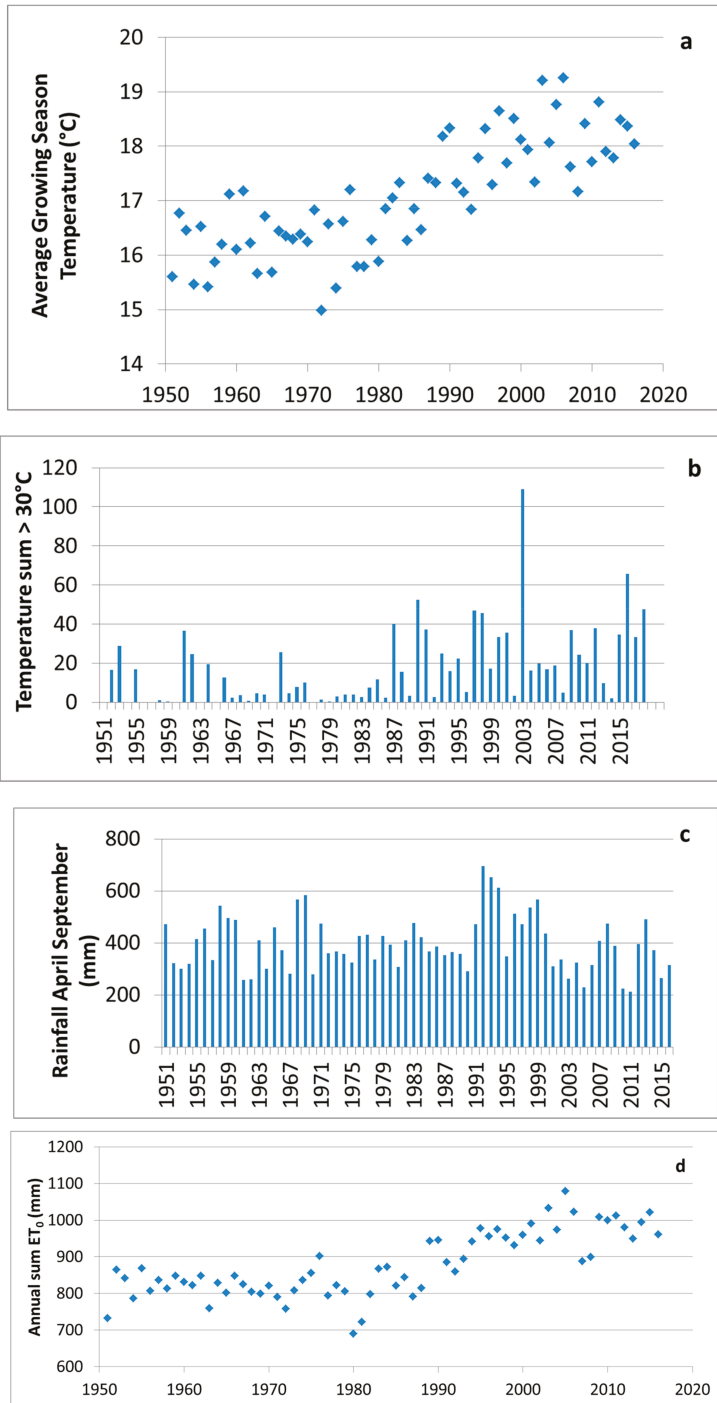 a
Average Growing Season
Temperature (°C)
20
19
18
17
16
15
14
1950 1960 1970 1980 1990 2000 2010 2020
b
Temperature sum > 30°C
120
100
80
60
40
20
0
1951 1955 1959 1963 1967 1971 1975 1979 1983 1987 1991 1995 1999 2003 2007 2011 2015
c
Rainfall April September
(mm)
800
600
400
200
0
1951 1955 1959 1963 1967 1971 1975 1979 1983 1987 1991 1995 1999 2003 2007 2011 2015
d
Annual sum ET₀ (mm)
1200
1100
1000
900
800
700
600
1950 1960 1970 1980 1990 2000 2010 2020